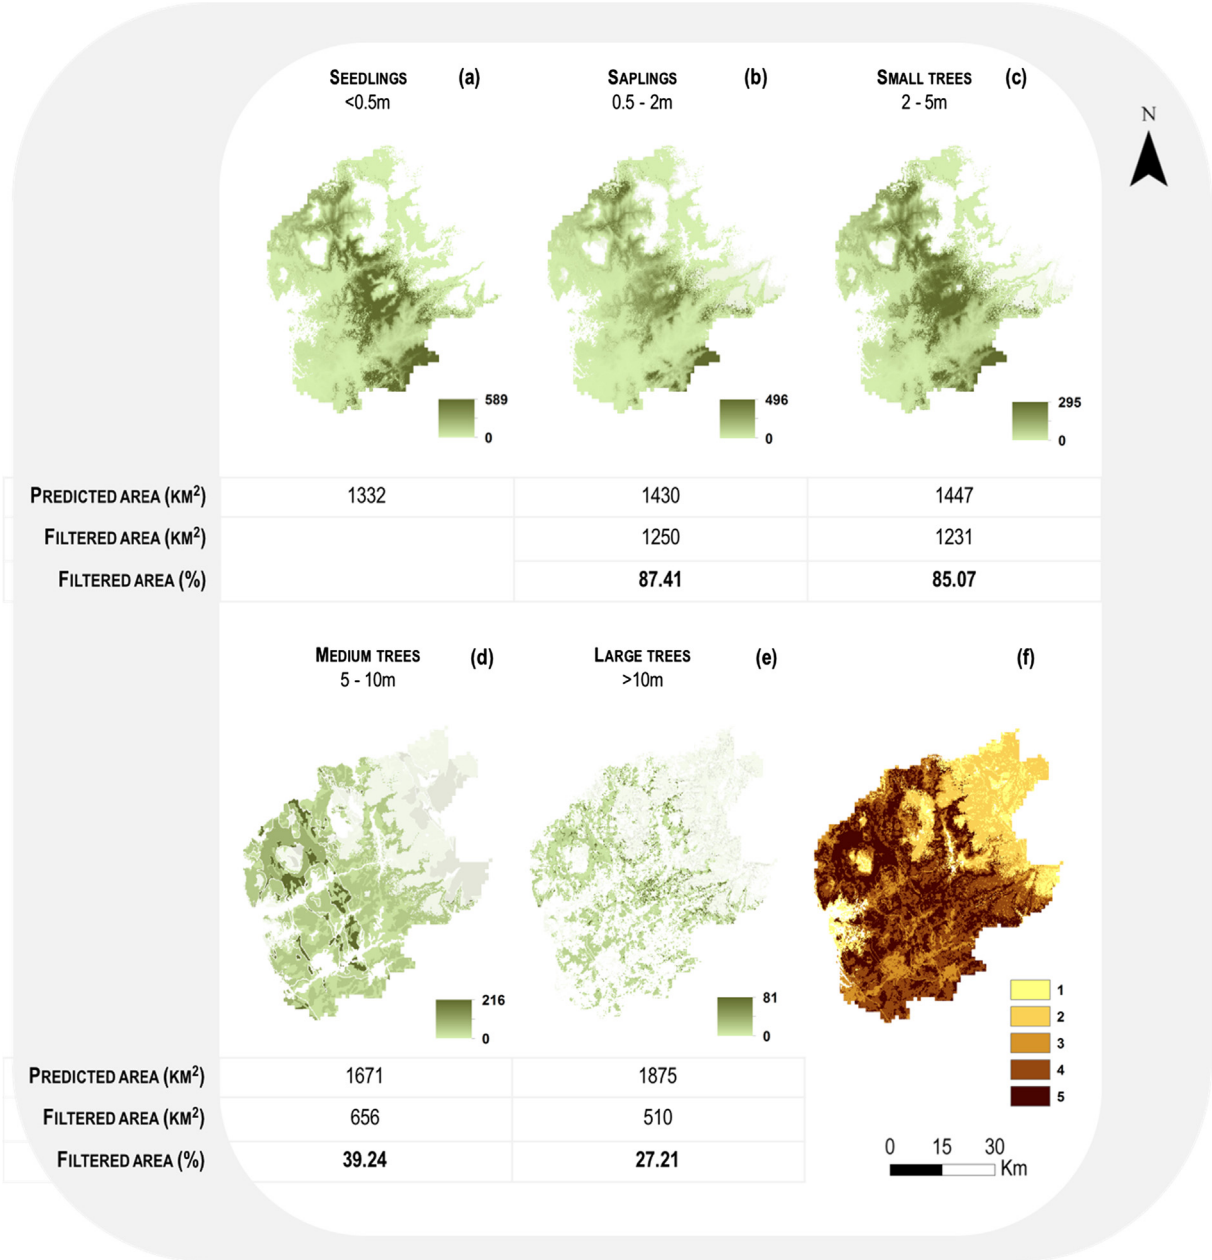 SEEDLINGS (a)
<0.5m
SAPLINGS (b)
0.5 - 2m
SMALL TREES (c)
2 - 5m
N
589
0
496
0
295
0
PREDICTED AREA (KM²) 1332 1430 1447
FILTERED AREA (KM²) 1250 1231
FILTERED AREA (%) 87.41 85.07
MEDIUM TREES (d)
5 - 10m
LARGE TREES (e)
>10m
(f)
216
0
81
0
1
2
3
4
5
PREDICTED AREA (KM²) 1671 1875
FILTERED AREA (KM²) 656 510
FILTERED AREA (%) 39.24 27.21
0 15 30
Km